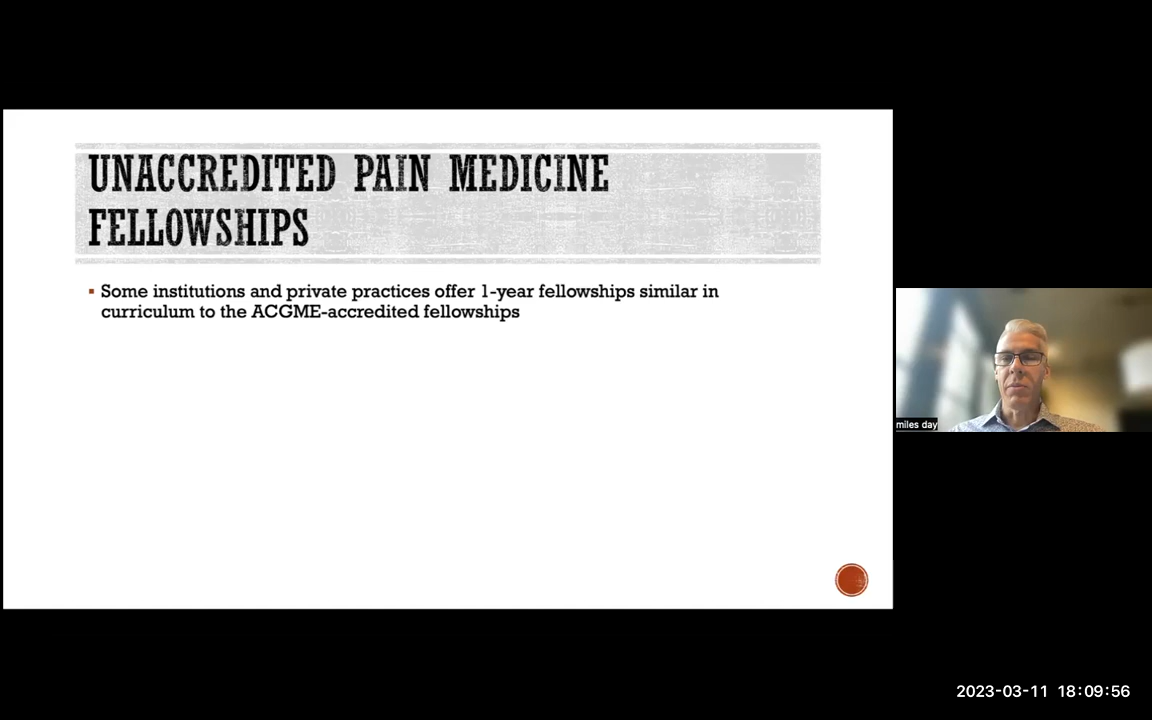 UNACCREDITED PAIN MEDICINE
FELLOWSHIPS
▪ Some institutions and private practices offer 1-year fellowships similar in
curriculum to the ACGME-accredited fellowships
miles day
2023-03-11 18:09:56